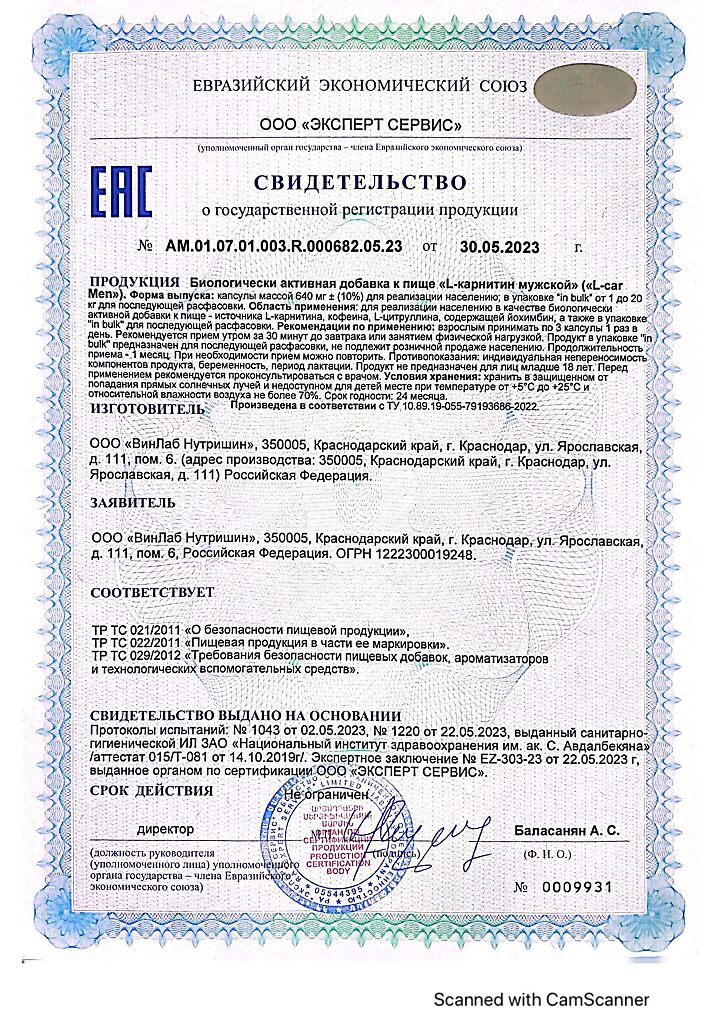 ЕВРАЗИЙСКИЙ ЭКОНОМИЧЕСКИЙ СОЮЗ
ООО «ЭКСПЕРТ СЕРВИС»
(уполномоченный орган государства – члена Евразийского экономического союза)
ЕАС
СВИДЕТЕЛЬСТВО
о государственной регистрации продукции
№ AM.01.07.01.003.R.000682.05.23 от 30.05.2023 г.
ПРОДУКЦИЯ Биологически активная добавка к пище «L-карнитин мужской» («L-car
Men»). Форма выпуска: капсулы массой 640 мг ± (10%) для реализации населению; в упаковке "in bulk" от 1 до 20
кг для последующей расфасовки. Область применения: для реализации населению в качестве биологически
активной добавки к пище - источника L-карнитина, кофеина, L-цитруллина, содержащей йохимбин, а также в упаковке
"in bulk" для последующей расфасовки. Рекомендации по применению: взрослым принимать по 3 капсулы 1 раз в
день. Рекомендуется прием утром за 30 минут до завтрака или занятием физической нагрузкой. Продукт в упаковке "in
bulk" предназначен для последующей расфасовки, не подлежит розничной продаже населению. Продолжительность
приема - 1 месяц. При необходимости прием можно повторить. Противопоказания: индивидуальная непереносимость
компонентов продукта, беременность, период лактации. Продукт не предназначен для лиц младше 18 лет. Перед
применением рекомендуется проконсультироваться с врачом. Условия хранения: хранить в защищенном от
попадания прямых солнечных лучей и недоступном для детей месте при температуре от +5°С до +25°С и
относительной влажности воздуха не более 70%. Срок годности: 24 месяца.
ИЗГОТОВИТЕЛЬ Произведена в соответствии с ТУ 10.89.19-055-79193686-2022.
ООО «ВинЛаб Нутришин», 350005, Краснодарский край, г. Краснодар, ул. Ярославская,
д. 111, пом. 6. (адрес производства: 350005, Краснодарский край, г. Краснодар, ул.
Ярославская, д. 111) Российская Федерация.
ЗАЯВИТЕЛЬ
ООО «ВинЛаб Нутришин», 350005, Краснодарский край, г. Краснодар, ул. Ярославская,
д. 111, пом. 6, Российская Федерация. ОГРН 1222300019248.
СООТВЕТСТВУЕТ
ТР ТС 021/2011 «О безопасности пищевой продукции»,
ТР ТС 022/2011 «Пищевая продукция в части ее маркировки».
ТР ТС 029/2012 «Требования безопасности пищевых добавок, ароматизаторов
и технологических вспомогательных средств».
СВИДЕТЕЛЬСТВО ВЫДАНО НА ОСНОВАНИИ
Протоколы испытаний: № 1043 от 02.05.2023, № 1220 от 22.05.2023, выданный санитарно-
гигиенической ИЛ ЗАО «Национальный институт здравоохранения им. ак. С. Авдалбекяна»
/аттестат 015/Т-081 от 14.10.2019г/. Экспертное заключение № EZ-303-23 от 22.05.2023 г,
выданное органом по сертификации ООО «ЭКСПЕРТ СЕРВИС».
СРОК ДЕЙСТВИЯ Не ограничен
директор Баласанян А. С.
(должность руководителя (подпись) (Ф. И. О.)
(уполномоченного лица) уполномоченного
органа государства – члена Евразийского
экономического союза)
ОРГАН ПО
СЕРТИФИКАЦИИ
ПРОДУКЦИИ
PRODUCTION
CERTIFICATION
BODY
05544395
№ 0009931
Scanned with CamScanner